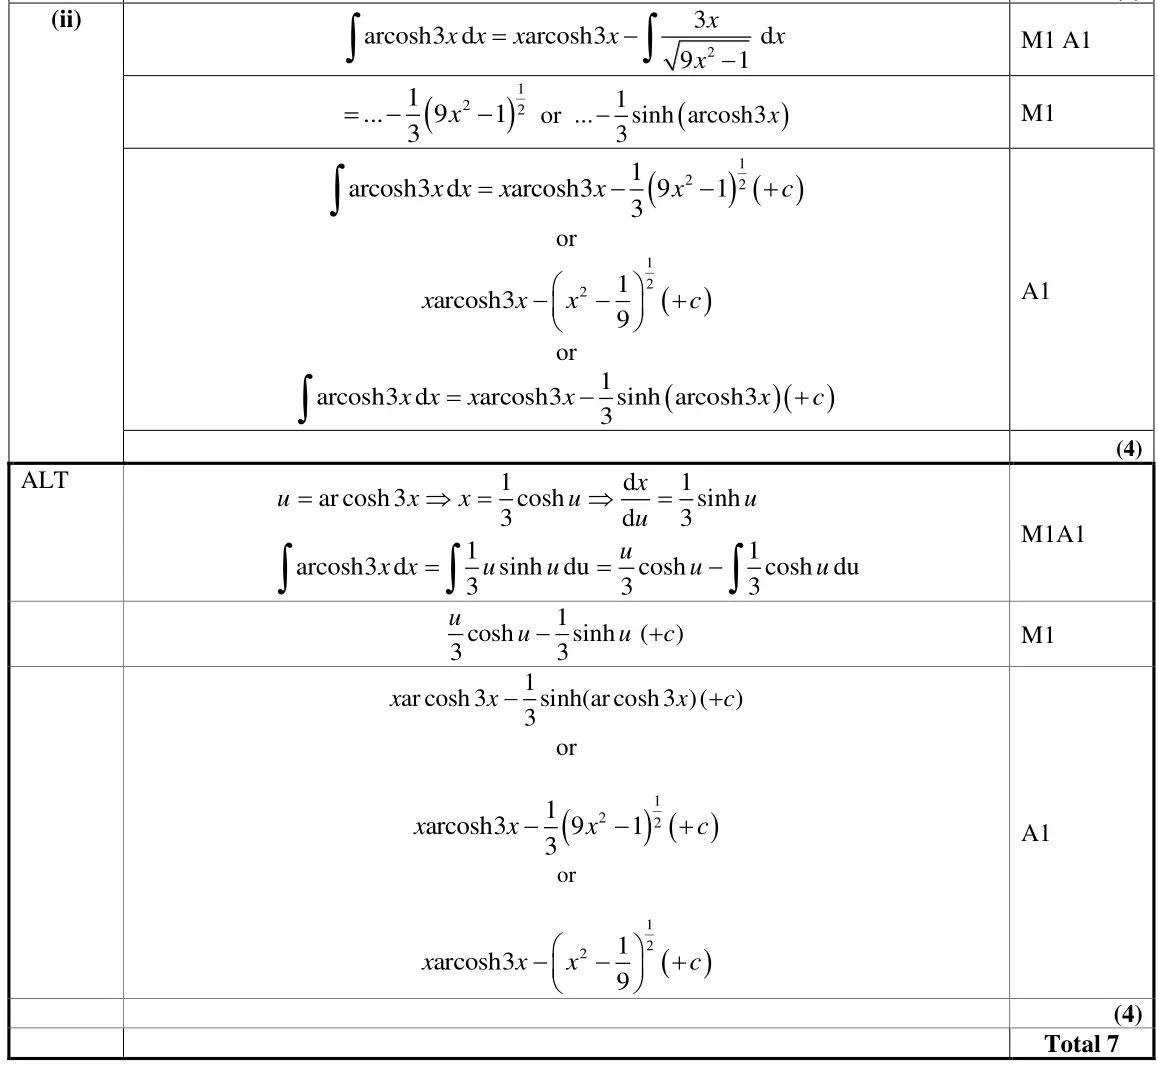 (ii) ∫ arcosh3x dx = xarcosh3x − ∫ 3x/√(9x² − 1) dx M1 A1
= ... − 1/3 (9x² − 1)^(1/2) or ... − 1/3 sinh(arcosh3x) M1
∫ arcosh3x dx = xarcosh3x − 1/3 (9x² − 1)^(1/2) (+c)
or
xarcosh3x − (x² − 1/9)^(1/2) (+c) A1
or
∫ arcosh3x dx = xarcosh3x − 1/3 sinh(arcosh3x)(+c)
(4)
ALT u = ar cosh 3x ⇒ x = 1/3 cosh u ⇒ dx/du = 1/3 sinh u
∫ arcosh3x dx = ∫ 1/3 u sinh u du = u/3 cosh u − ∫ 1/3 cosh u du M1A1
u/3 cosh u − 1/3 sinh u (+c) M1
xar cosh 3x − 1/3 sinh(ar cosh 3x)(+c)
or
xarcosh3x − 1/3 (9x² − 1)^(1/2) (+c) A1
or
xarcosh3x − (x² − 1/9)^(1/2) (+c)
(4)
Total 7